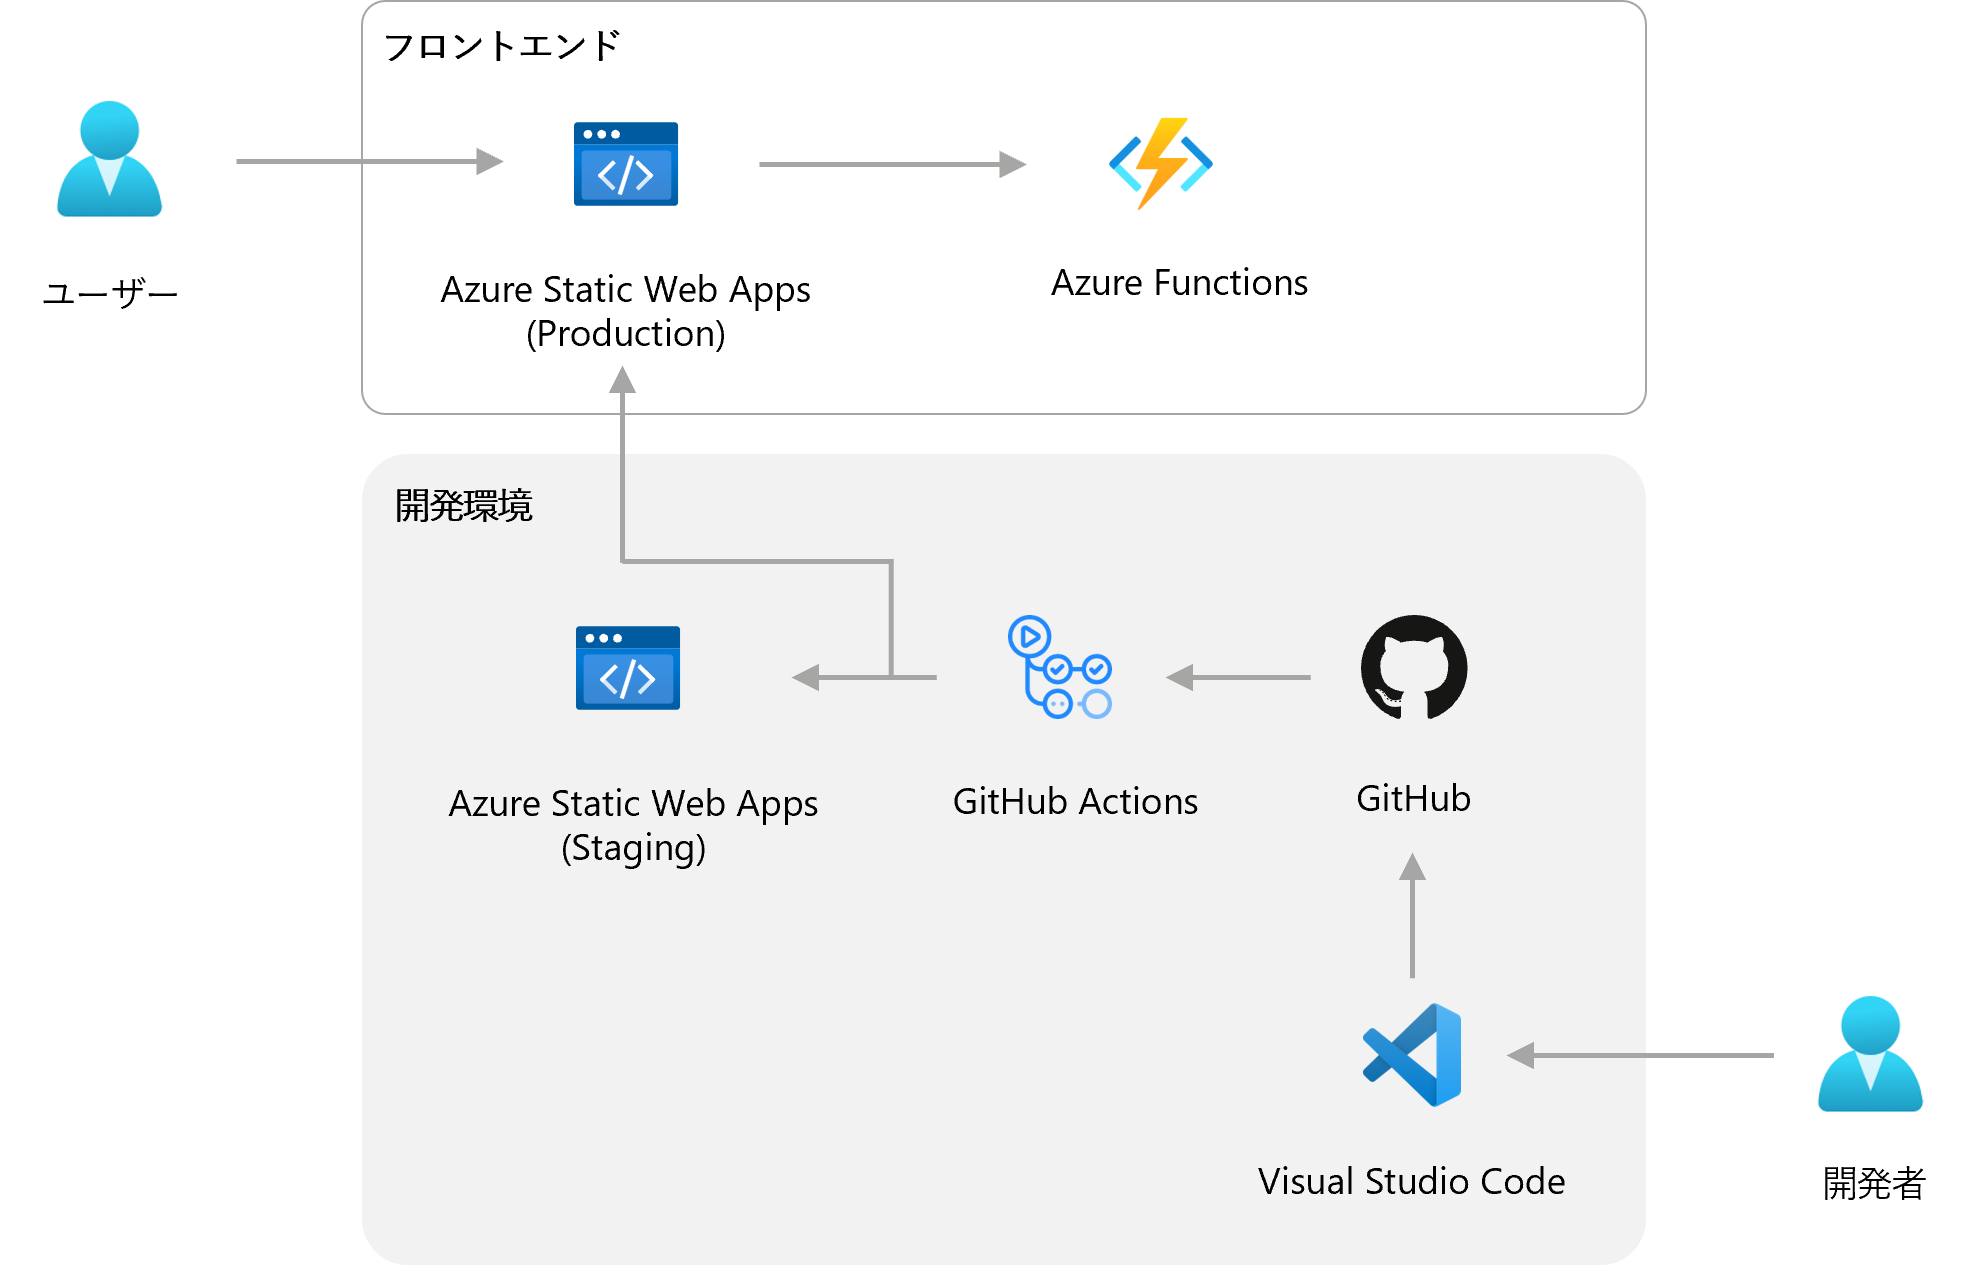 フロントエンド
ユーザー
Azure Static Web Apps
(Production)
Azure Functions
開発環境
Azure Static Web Apps
(Staging)
GitHub Actions
GitHub
Visual Studio Code
開発者